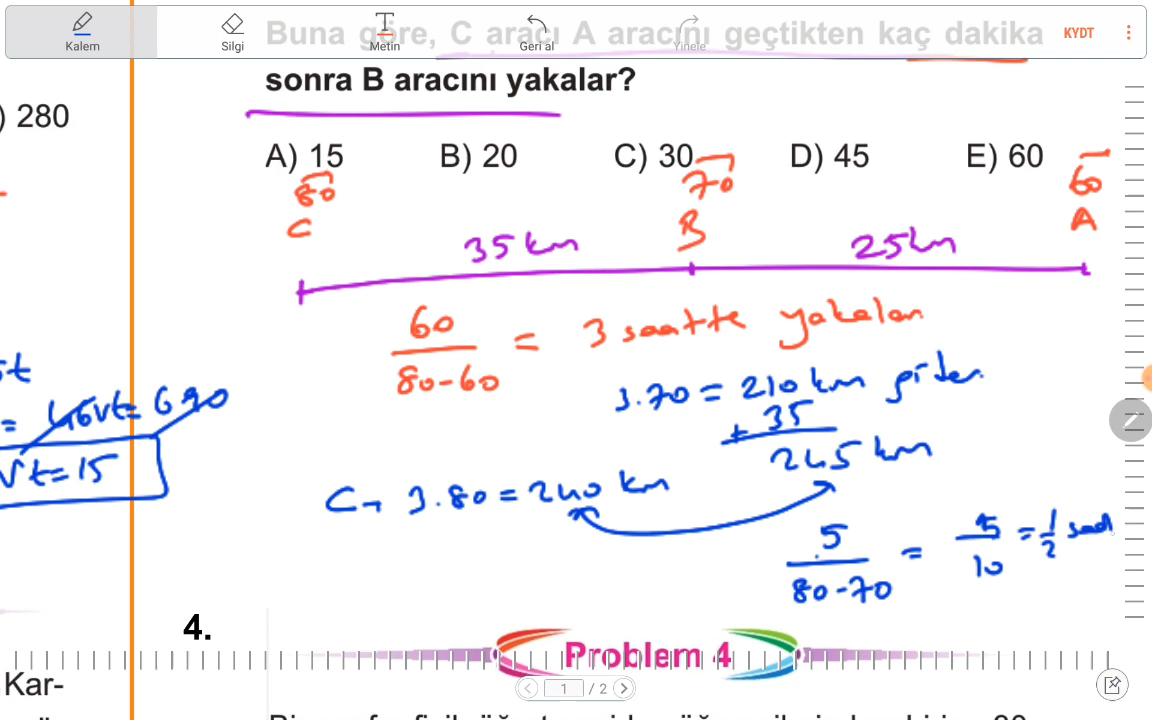 Kalem
Silgi
Metin
Geri al
Yinele
KYDT
Buna göre, C aracı A aracını geçtikten kaç dakika
sonra B aracını yakalar?
) 280
A) 15 B) 20 C) 30 D) 45 E) 60
80 70 60
C B A
35 km 25 km
60
80-60
= 3 saatte yakalar
3.70 = 210 km gider
+ 35
245 km
= 46vt = 690
vt=15
C→ 3.80 = 240 km
5
80-70
=
5
10
= 1/2 saat
4.
Problem 4
1 / 2
Kar-